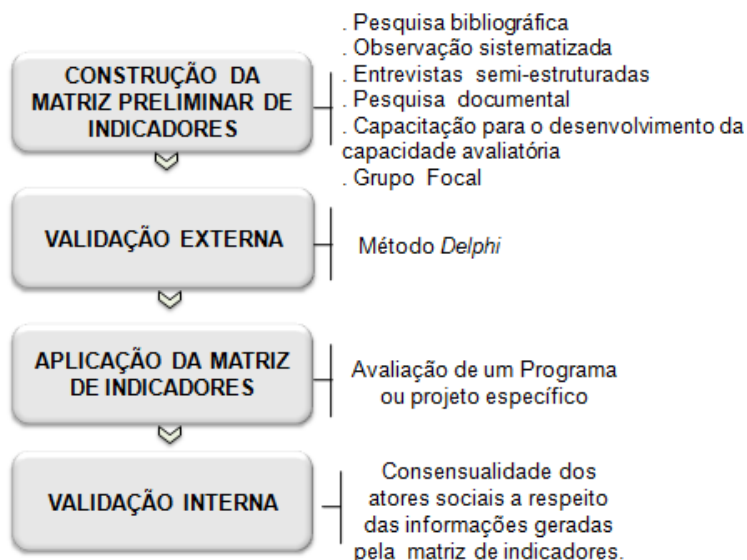 CONSTRUÇÃO DA
MATRIZ PRELIMINAR DE
INDICADORES
. Pesquisa bibliográfica
. Observação sistematizada
. Entrevistas semi-estruturadas
. Pesquisa documental
. Capacitação para o desenvolvimento da
capacidade avaliatória
. Grupo Focal
VALIDAÇÃO EXTERNA
Método Delphi
APLICAÇÃO DA MATRIZ
DE INDICADORES
Avaliação de um Programa
ou projeto específico
VALIDAÇÃO INTERNA
Consensualidade dos
atores sociais a respeito
das informações geradas
pela matriz de indicadores.